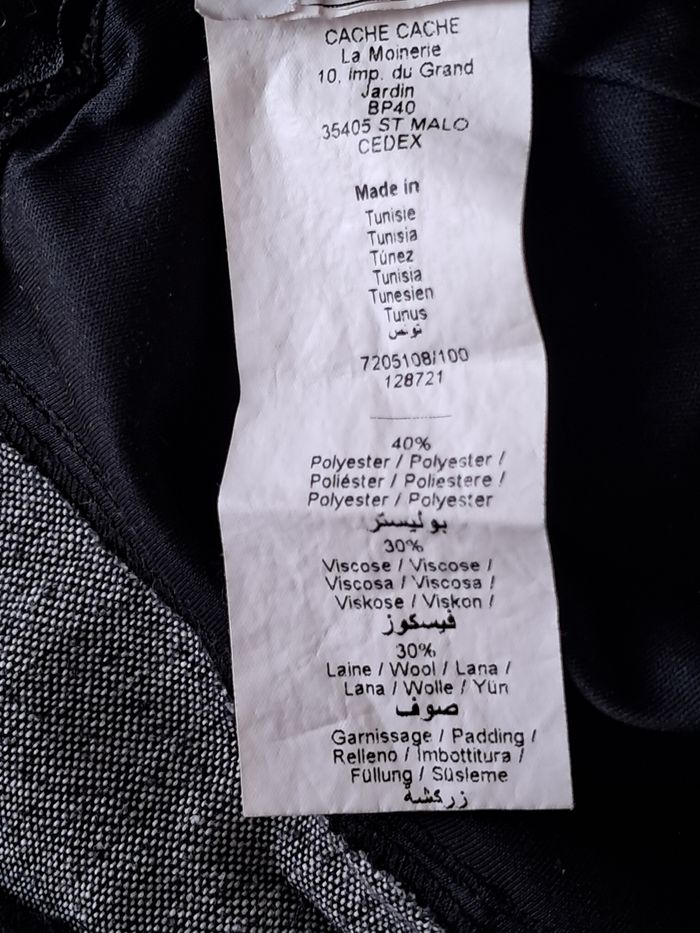 CACHE CACHE
La Moinerie
10, Imp. du Grand
Jardin
BP40
35405 ST MALO
CEDEX
Made in
Tunisie
Tunisia
Túnez
Tunisia
Tunesien
Tunus
تونس
7205108/100
128721
40%
Polyester / Polyester /
Poliéster / Poliestere /
Polyester / Polyester
بوليستر
30%
Viscose / Viscose /
Viscosa / Viscosa /
Viskose / Viskon /
فيسكوز
30%
Laine / Wool / Lana /
Lana / Wolle / Yün
صوف
Garnissage / Padding /
Relleno / Imbottitura /
Füllung / Süsleme
زركشة